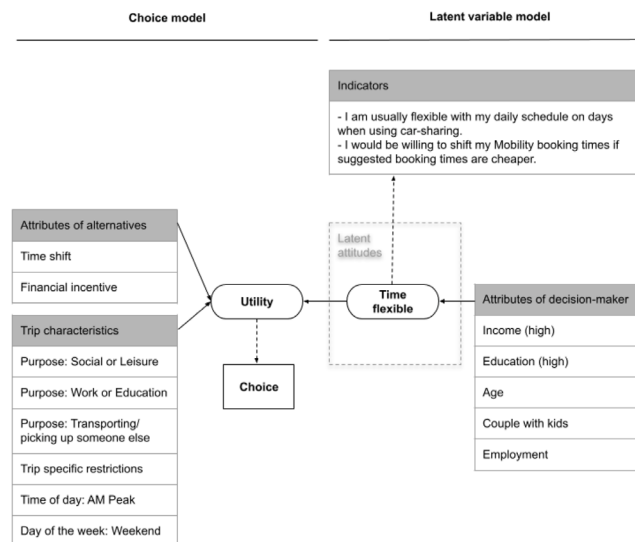 Choice model
Latent variable model
Indicators
- I am usually flexible with my daily schedule on days
when using car-sharing.
- I would be willing to shift my Mobility booking times if
suggested booking times are cheaper.
Attributes of alternatives
Time shift
Financial incentive
Latent
attitudes
Utility
Time
flexible
Choice
Attributes of decision-maker
Income (high)
Education (high)
Age
Couple with kids
Employment
Trip characteristics
Purpose: Social or Leisure
Purpose: Work or Education
Purpose: Transporting/
picking up someone else
Trip specific restrictions
Time of day: AM Peak
Day of the week: Weekend